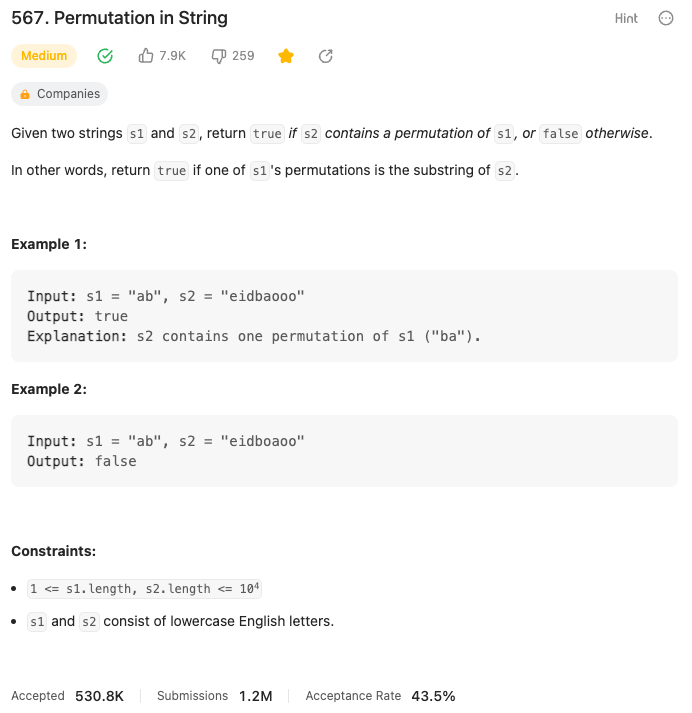 567. Permutation in String
Hint
Medium 7.9K 259
Companies
Given two strings s1 and s2, return true if s2 contains a permutation of s1, or false otherwise.
In other words, return true if one of s1's permutations is the substring of s2.
Example 1:
Input: s1 = "ab", s2 = "eidbaooo"
Output: true
Explanation: s2 contains one permutation of s1 ("ba").
Example 2:
Input: s1 = "ab", s2 = "eidboaoo"
Output: false
Constraints:
• 1 <= s1.length, s2.length <= 10⁴
• s1 and s2 consist of lowercase English letters.
Accepted 530.8K Submissions 1.2M Acceptance Rate 43.5%